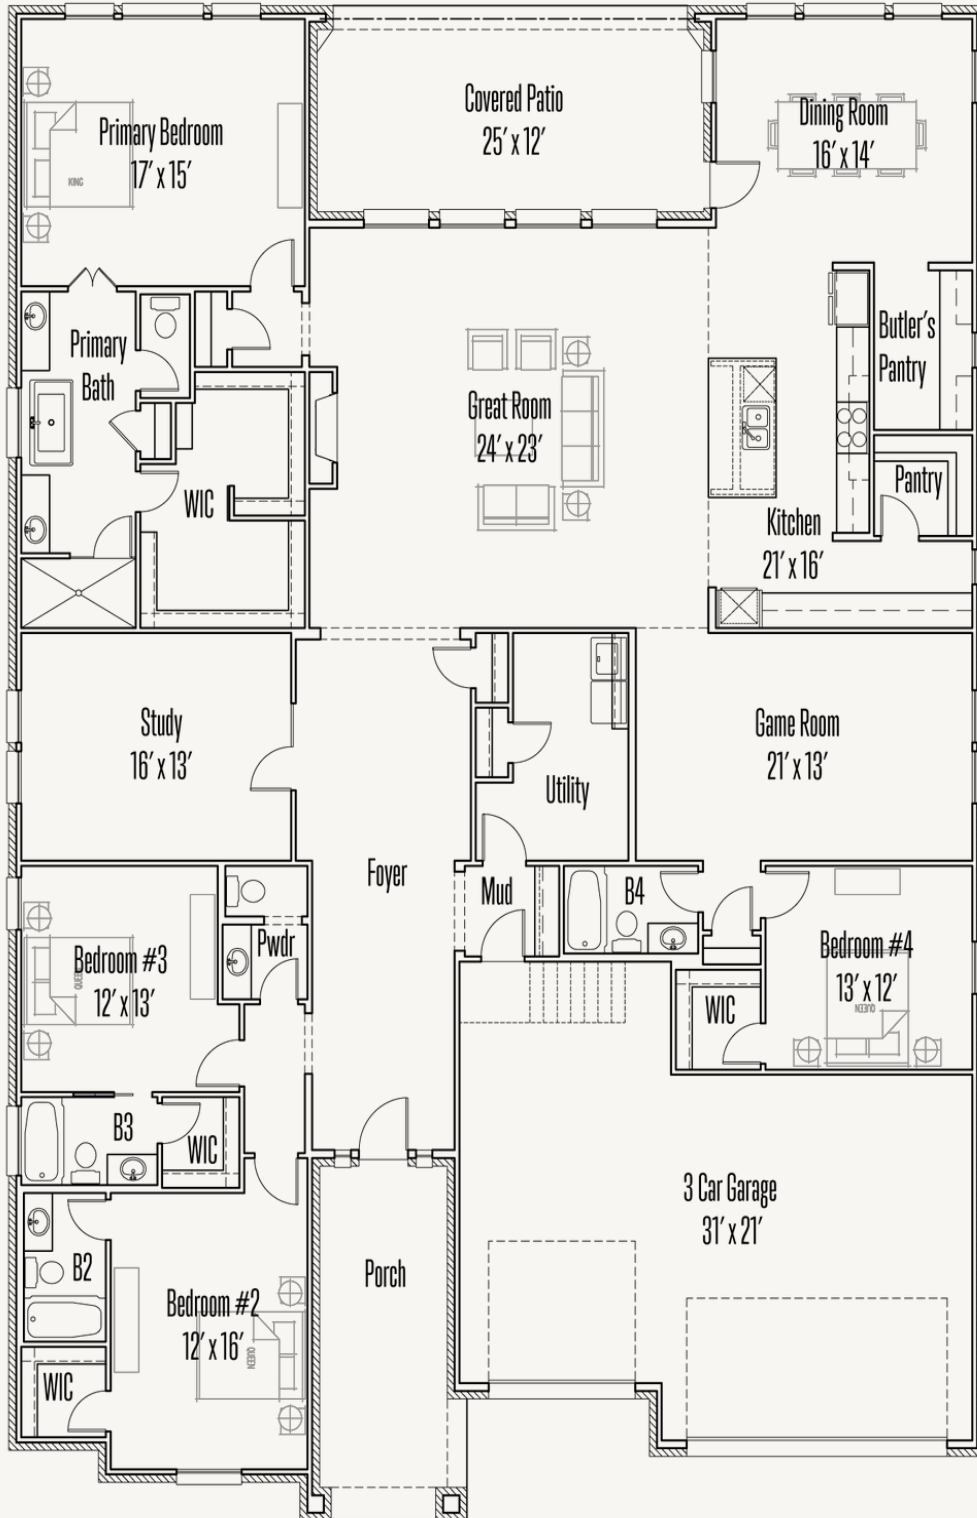 Primary Bedroom
17' x 15'
KING
Covered Patio
25' x 12'
Dining Room
16' x 14'
Primary
Bath
Butler's
Pantry
Great Room
24' x 23'
WIC
Pantry
Kitchen
21' x 16'
Study
16' x 13'
Game Room
21' x 13'
Utility
Foyer
Mud
B4
Pwdr
Bedroom #3
12' x 13'
QUEEN
Bedroom #4
13' x 12'
QUEEN
WIC
B3
WIC
3 Car Garage
31' x 21'
Porch
B2
Bedroom #2
12' x 16'
QUEEN
WIC